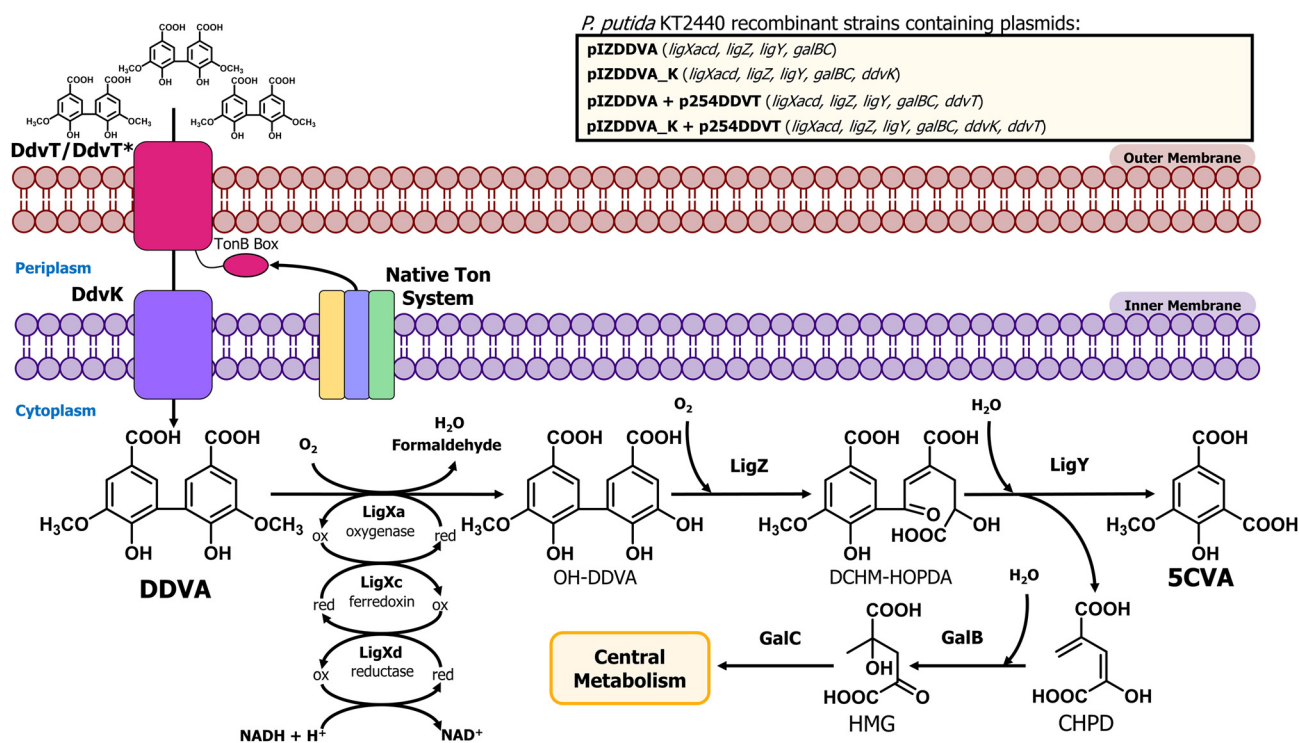 P. putida KT2440 recombinant strains containing plasmids:
pIZDDVA (ligXacd, ligZ, ligY, galBC)
pIZDDVA_K (ligXacd, ligZ, ligY, galBC, ddvK)
pIZDDVA + p254DDVT (ligXacd, ligZ, ligY, galBC, ddvT)
pIZDDVA_K + p254DDVT (ligXacd, ligZ, ligY, galBC, ddvK, ddvT)
COOH
COOH
H₃CO
OCH₃
OH
OH
COOH
COOH
H₃CO
OCH₃
OH
OH
COOH
COOH
H₃CO
OCH₃
OH
OH
DdvT/DdvT*
Outer Membrane
TonB Box
Periplasm
DdvK
Native Ton
System
Inner Membrane
Cytoplasm
COOH
COOH
H₃CO
OCH₃
OH
OH
DDVA
O₂
H₂O
Formaldehyde
LigXa
oxygenase
ox
red
LigXc
ferredoxin
red
ox
LigXd
reductase
ox
red
NADH + H⁺
NAD⁺
COOH
COOH
H₃CO
OH
OH
OH
OH-DDVA
O₂
LigZ
COOH
COOH
H₃CO
O
OH
HOOC
OH
DCHM-HOPDA
H₂O
LigY
COOH
H₃CO
COOH
OH
5CVA
H₂O
COOH
HOOC
OH
CHPD
GalB
COOH
OH
HOOC
O
HMG
GalC
Central
Metabolism